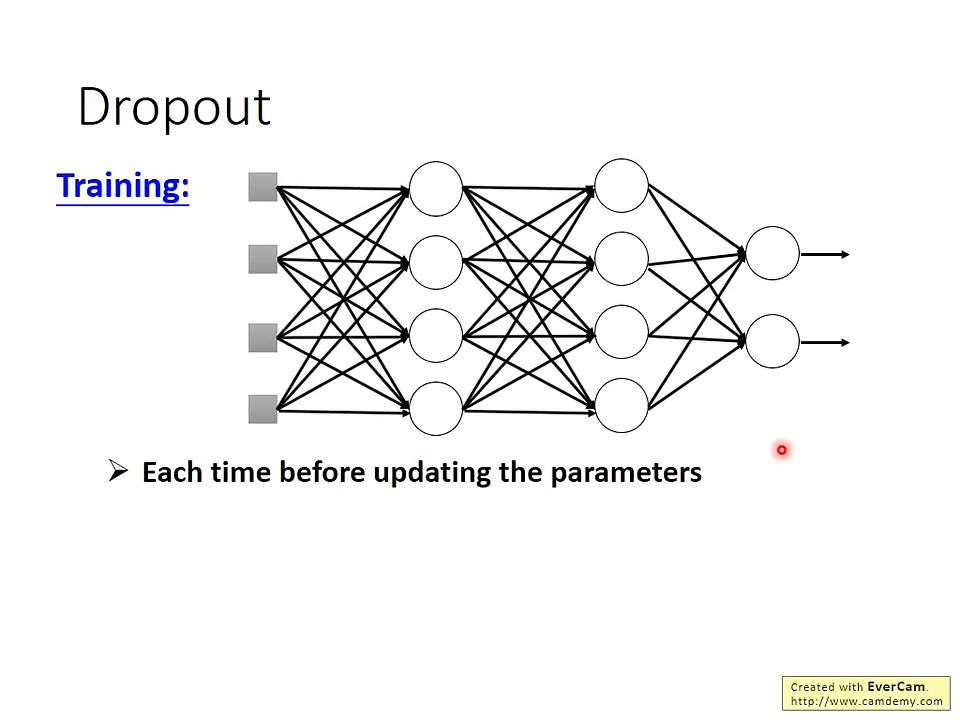 Dropout
Training:
Each time before updating the parameters
Created with EverCam.
http://www.camdemy.com